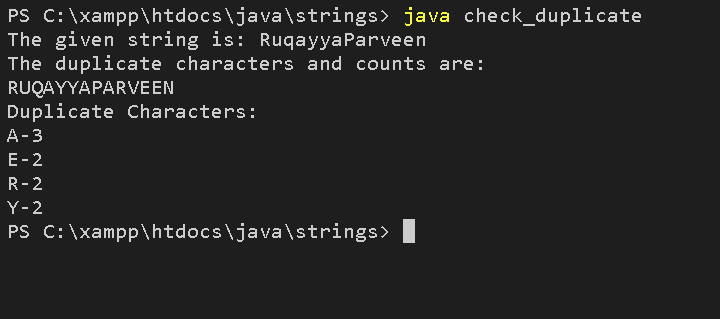 PS C:\xampp\htdocs\java\strings> java check_duplicate
The given string is: RuqayyaParveen
The duplicate characters and counts are:
RUQAYYAPARVEEN
Duplicate Characters:
A-3
E-2
R-2
Y-2
PS C:\xampp\htdocs\java\strings>